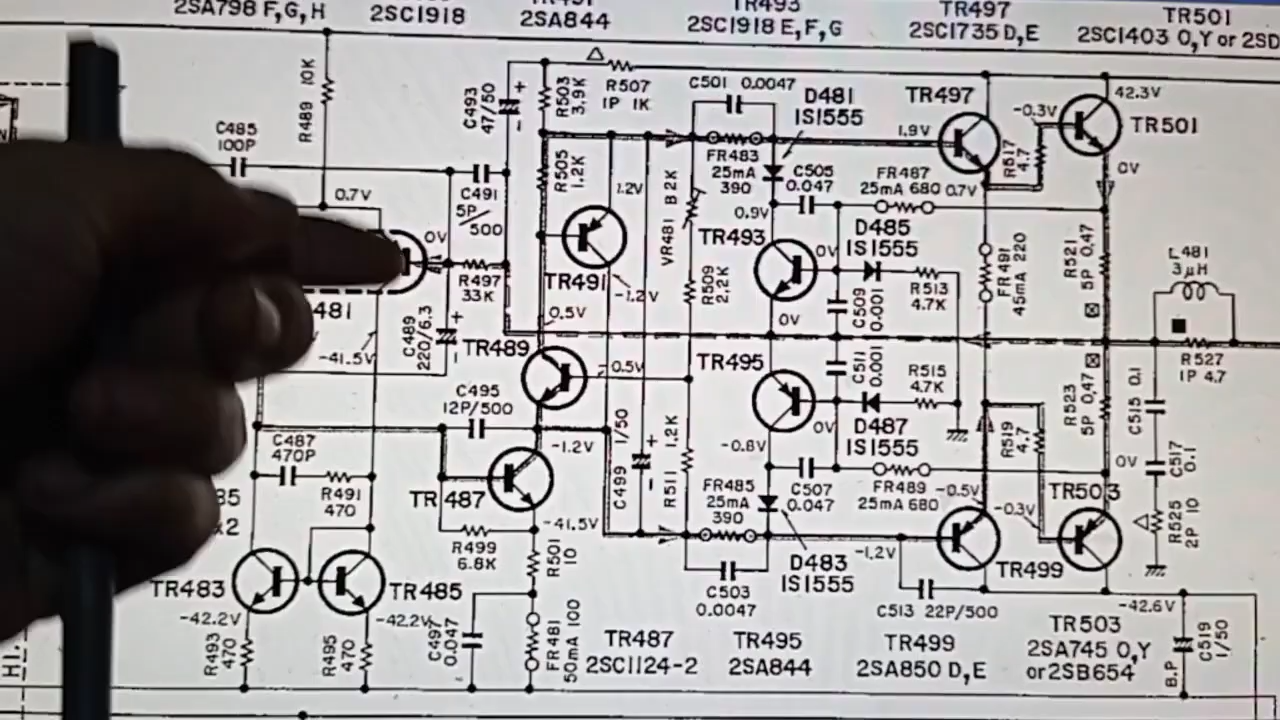 2SA798 F,G,H
2SC1918
2SA844
TR493
2SC1918 E,F,G
TR497
2SC1735 D,E
TR501
2SC1403 O,Y or 2SD
R489 10K
C485
100P
0.7V
0V
481
-41.5V
C493
47/50
C491
5P/500
R497
33K
C489
220/6.3
R503
3.9K
R507
1P 1K
R505
1.2K
1.2V
TR491
-1.2V
0.5V
TR489
0.5V
C495
12P/500
-1.2V
TR487
-41.5V
R499
6.8K
R501
10
C487
470P
R491
470
TR483
TR485
-42.2V
-42.2V
R493
470
R495
470
C497
0.047
FR481
50mA 100
C499 1/50
VR481 B2K
R509
2.2K
R511 1.2K
C501 0.0047
FR483
25mA
390
D481
IS1555
C505
0.047
0.9V
TR493
0V
0V
D485
IS1555
C509
0.001
R513
4.7K
FR487
25mA 680
0.7V
1.9V
TR497
-0.3V
R517
4.7
42.3V
TR501
0V
FR491
45mA 220
R521
5P 0.47
L481
3μH
R527
1P 4.7
TR495
C511
0.001
R515
4.7K
D487
IS1555
0V
-0.8V
C507
0.047
FR489
25mA 680
FR485
25mA
390
D483
IS1555
C503
0.0047
-0.5V
-0.3V
R519
4.7
R523
5P 0.47
0V
C515 0.1
C517
0.1
R525
2P 10
TR503
TR499
-1.2V
C513 22P/500
-42.6V
C519
1/50
B.P
TR487
2SC1124-2
TR495
2SA844
TR499
2SA850 D,E
TR503
2SA745 O,Y
or 2SB654